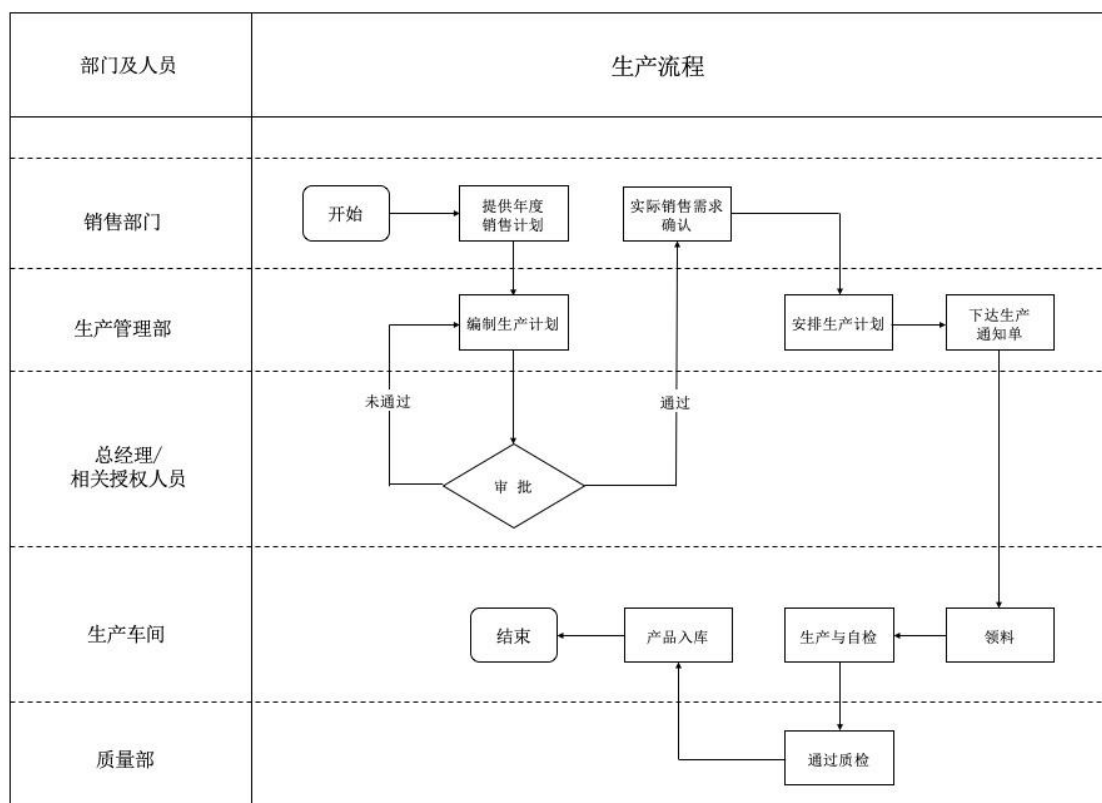 部门及人员
生产流程
销售部门
开始
提供年度
销售计划
实际销售需求
确认
生产管理部
编制生产计划
安排生产计划
下达生产
通知单
未通过
通过
总经理/
相关授权人员
审 批
生产车间
结束
产品入库
生产与自检
领料
质量部
通过质检